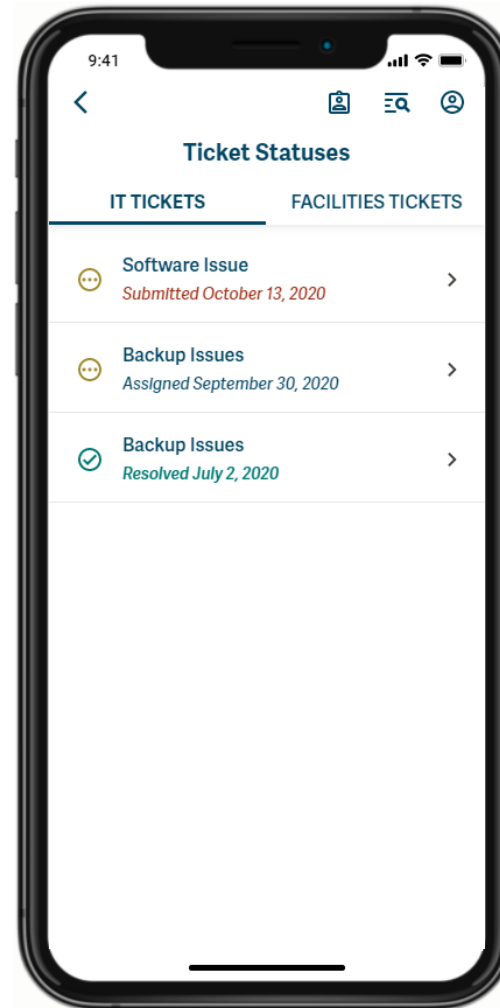 9:41
Ticket Statuses
IT TICKETS
FACILITIES TICKETS
Software Issue
Submitted October 13, 2020
Backup Issues
Assigned September 30, 2020
Backup Issues
Resolved July 2, 2020